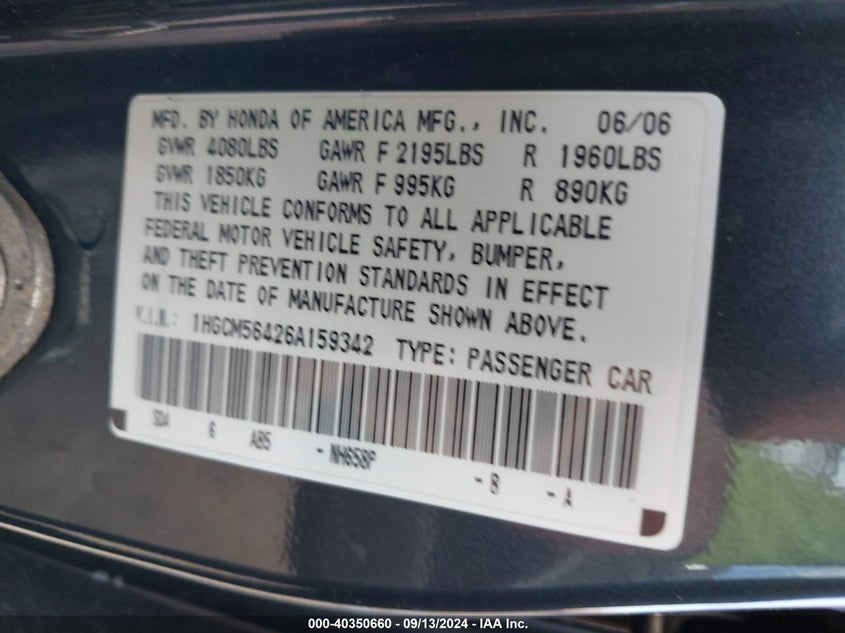 MFD. BY HONDA OF AMERICA MFG., INC. 06/06
GVWR 4080LBS GAWR F 2195LBS R 1960LBS
GVWR 1850KG GAWR F 995KG R 890KG
THIS VEHICLE CONFORMS TO ALL APPLICABLE
FEDERAL MOTOR VEHICLE SAFETY, BUMPER,
AND THEFT PREVENTION STANDARDS IN EFFECT
ON THE DATE OF MANUFACTURE SHOWN ABOVE.
V.I.N.: 1HGCM56426A159342 TYPE: PASSENGER CAR
SDA 6 AB5 -NH658P -B -A
000-40350660 - 09/13/2024 - IAA Inc.